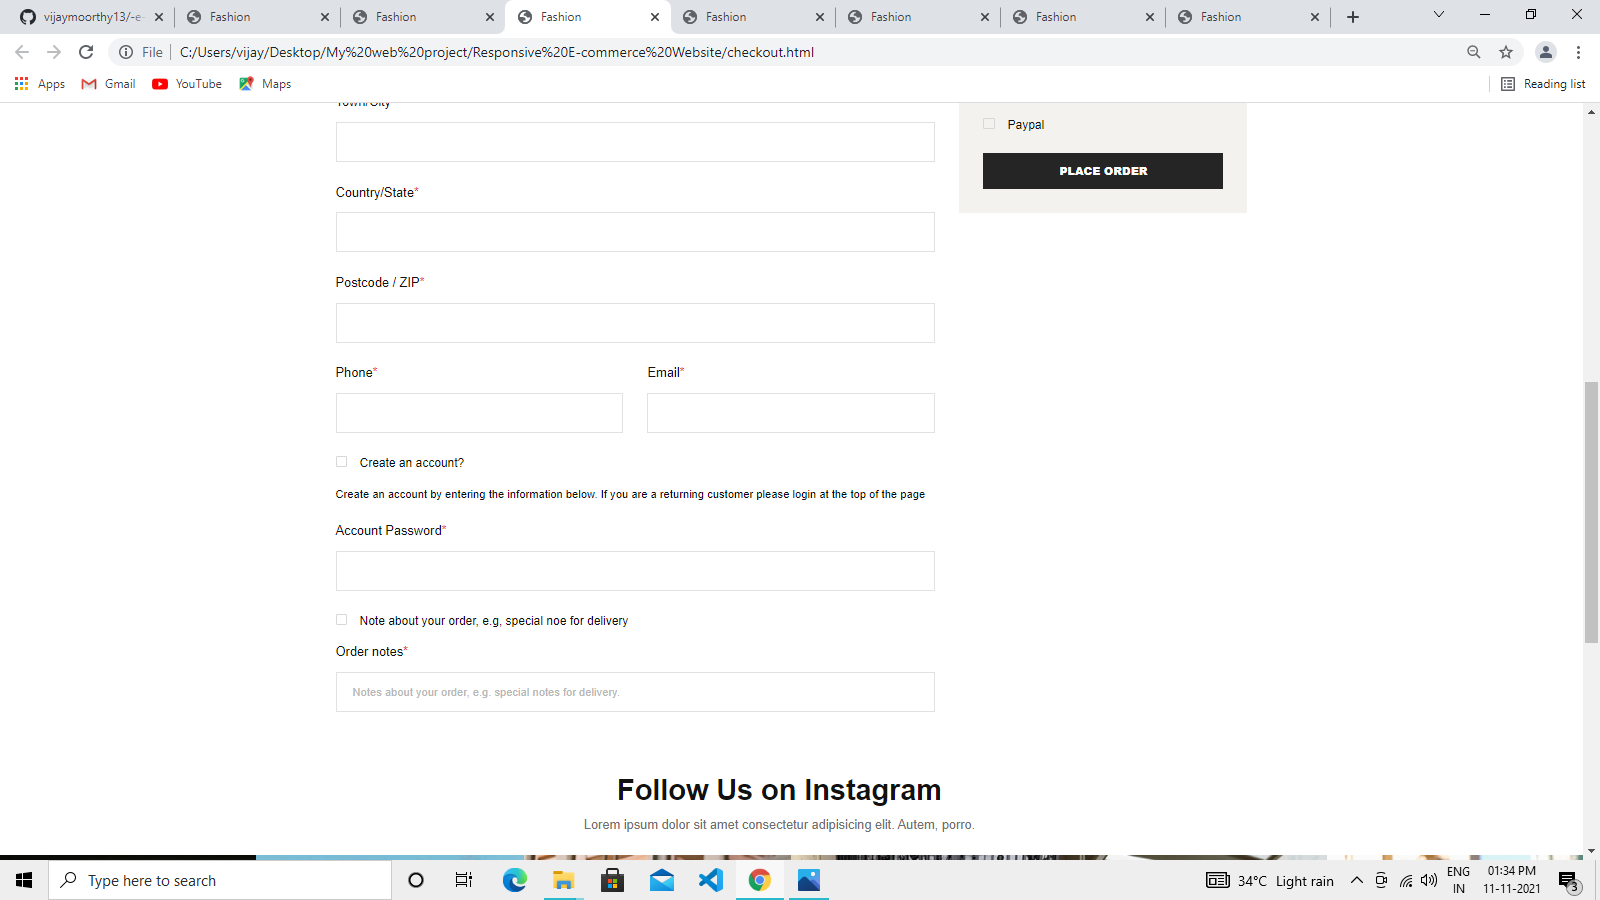 vijaymoorthy13/-e-
Fashion
Fashion
Fashion
Fashion
Fashion
Fashion
Fashion
File
C:/Users/vijay/Desktop/My%20web%20project/Responsive%20E-commerce%20Website/checkout.html
Apps
Gmail
YouTube
Maps
Reading list
Town/City
Paypal
PLACE ORDER
Country/State*
Postcode / ZIP*
Phone*
Email*
Create an account?
Create an account by entering the information below. If you are a returning customer please login at the top of the page
Account Password*
Note about your order, e.g, special noe for delivery
Order notes*
Notes about your order, e.g. special notes for delivery.
Follow Us on Instagram
Lorem ipsum dolor sit amet consectetur adipisicing elit. Autem, porro.
Type here to search
34°C Light rain
ENG
IN
01:34 PM
11-11-2021
3